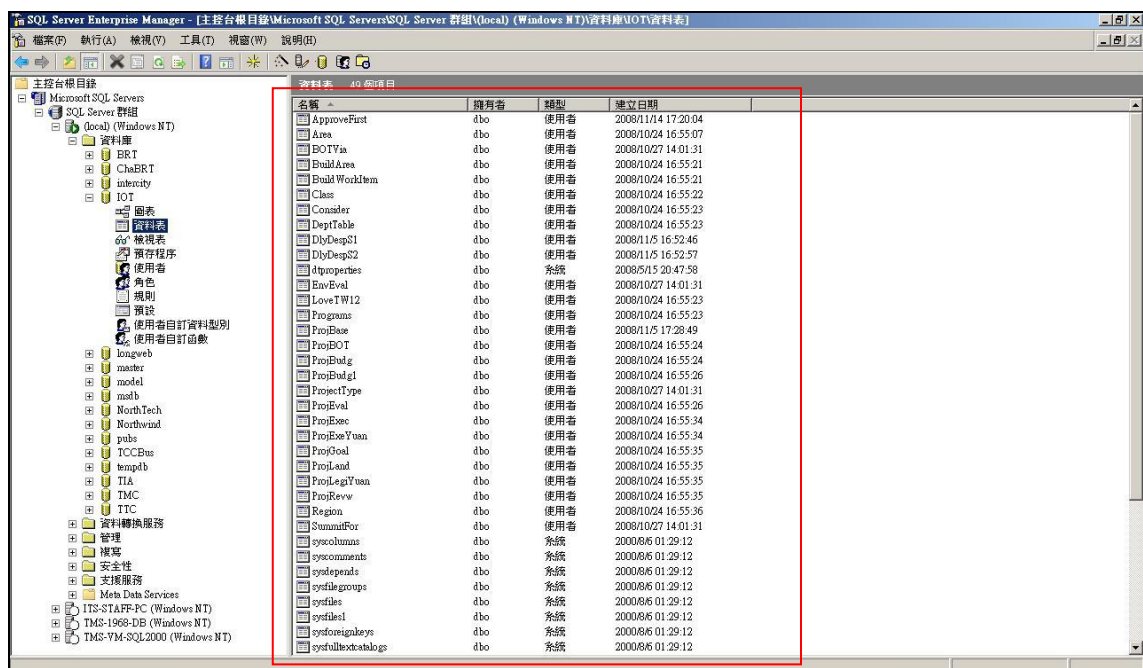 SQL Server Enterprise Manager - [主控台根目錄\Microsoft SQL Servers\SQL Server 群組\(local) (Windows NT)\資料庫\IOT\資料表]
檔案(F) 執行(A) 檢視(V) 工具(T) 視窗(W) 說明(H)
主控台根目錄
Microsoft SQL Servers
SQL Server 群組
(local) (Windows NT)
資料庫
BRT
ChaBRT
intercity
IOT
圖表
資料表
檢視表
預存程序
使用者
角色
規則
預設
使用者自訂資料型別
使用者自訂函數
longweb
master
model
msdb
NorthTech
Northwind
pubs
TCCBus
tempdb
TIA
TMC
TTC
資料轉換服務
管理
複寫
安全性
支援服務
Meta Data Services
ITS-STAFF-PC (Windows NT)
TMS-1968-DB (Windows NT)
TMS-VM-SQL2000 (Windows NT)
資料表 49 個項目
名稱 擁有者 類型 建立日期
ApproveFirst dbo 使用者 2008/11/14 17:20:04
Area dbo 使用者 2008/10/24 16:55:07
BOTVia dbo 使用者 2008/10/27 14:01:31
BuildArea dbo 使用者 2008/10/24 16:55:21
BuildWorkItem dbo 使用者 2008/10/24 16:55:21
Class dbo 使用者 2008/10/24 16:55:22
Consider dbo 使用者 2008/10/24 16:55:23
DeptTable dbo 使用者 2008/10/24 16:55:23
DlyDespS1 dbo 使用者 2008/11/5 16:52:46
DlyDespS2 dbo 使用者 2008/11/5 16:52:57
dtproperties dbo 系統 2008/5/15 20:47:58
EnvEval dbo 使用者 2008/10/27 14:01:31
LoveTW12 dbo 使用者 2008/10/24 16:55:23
Programs dbo 使用者 2008/10/24 16:55:23
ProjBase dbo 使用者 2008/11/5 17:28:49
ProjBOT dbo 使用者 2008/10/24 16:55:24
ProjBudg dbo 使用者 2008/10/24 16:55:24
ProjBudg1 dbo 使用者 2008/10/24 16:55:26
ProjectType dbo 使用者 2008/10/27 14:01:31
ProjEval dbo 使用者 2008/10/24 16:55:26
ProjExec dbo 使用者 2008/10/24 16:55:34
ProjExeYuan dbo 使用者 2008/10/24 16:55:34
ProjGoal dbo 使用者 2008/10/24 16:55:35
ProjLand dbo 使用者 2008/10/24 16:55:35
ProjLegiYuan dbo 使用者 2008/10/24 16:55:35
ProjRevw dbo 使用者 2008/10/24 16:55:35
Region dbo 使用者 2008/10/24 16:55:36
SummitFor dbo 使用者 2008/10/27 14:01:31
syscolumns dbo 系統 2000/8/6 01:29:12
syscomments dbo 系統 2000/8/6 01:29:12
sysdepends dbo 系統 2000/8/6 01:29:12
sysfilegroups dbo 系統 2000/8/6 01:29:12
sysfiles dbo 系統 2000/8/6 01:29:12
sysfiles1 dbo 系統 2000/8/6 01:29:12
sysforeignkeys dbo 系統 2000/8/6 01:29:12
sysfulltextcatalogs dbo 系統 2000/8/6 01:29:12